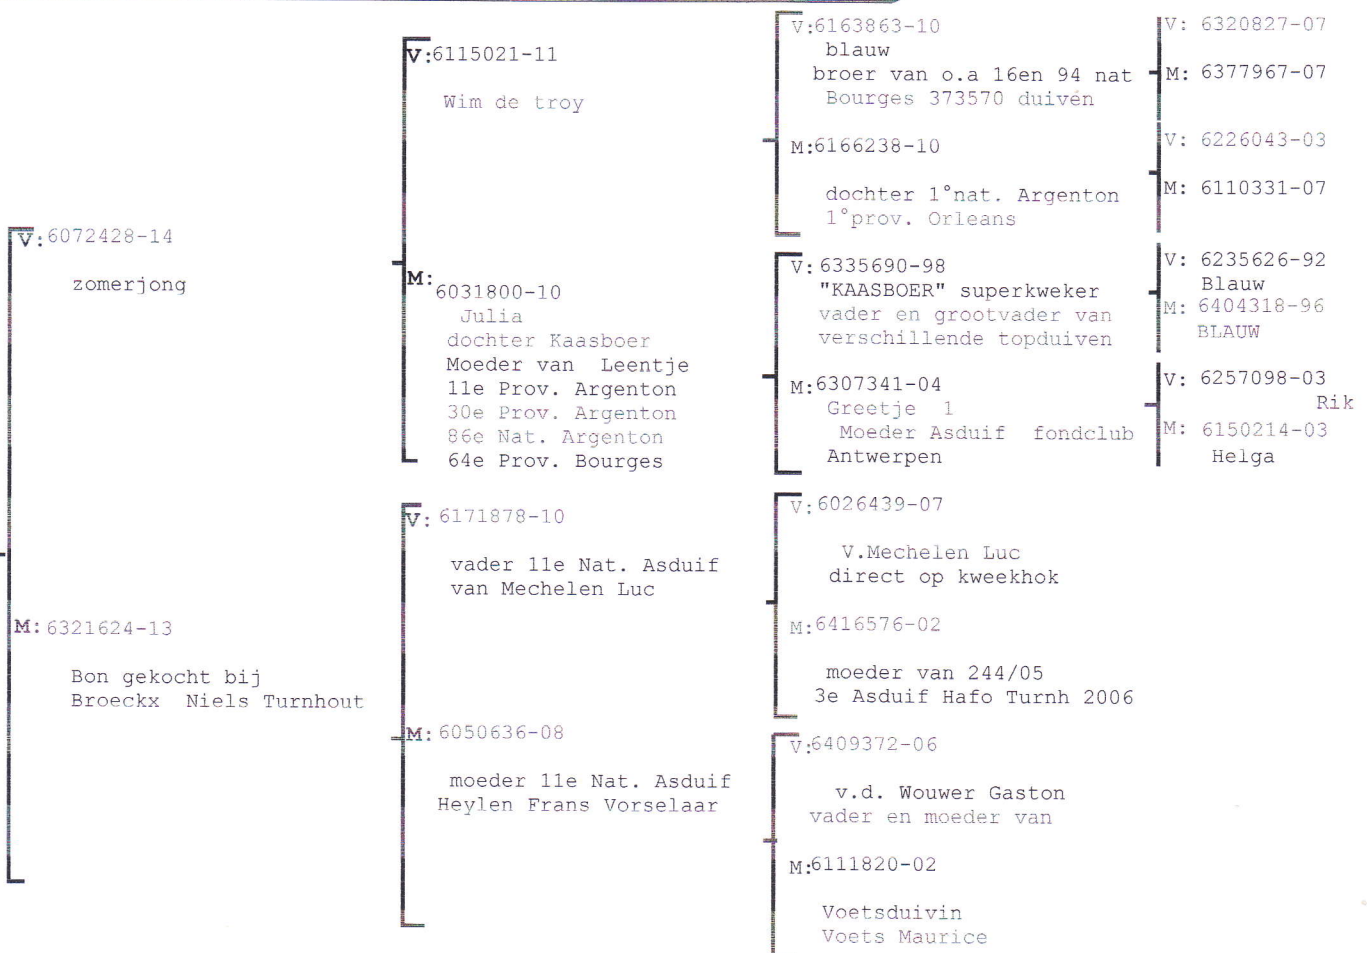 V:6072428-14
zomerjong
M:6321624-13
Bon gekocht bij
Broeckx  Niels Turnhout
V:6115021-11
Wim de troy
M:
6031800-10
Julia
dochter Kaasboer
Moeder van  Leentje
11e Prov. Argenton
30e Prov. Argenton
86e Nat. Argenton
64e Prov. Bourges
V: 6171878-10
vader 11e Nat. Asduif
van Mechelen Luc
M: 6050636-08
moeder 11e Nat. Asduif
Heylen Frans Vorselaar
V:6163863-10
blauw
broer van o.a 16en 94 nat
Bourges 373570 duiven
M:6166238-10
dochter 1°nat. Argenton
1°prov. Orleans
V: 6335690-98
"KAASBOER" superkweker
vader en grootvader van
verschillende topduiven
M:6307341-04
Greetje  1
Moeder Asduif  fondclub
Antwerpen
V:6026439-07
V.Mechelen Luc
direct op kweekhok
M:6416576-02
moeder van 244/05
3e Asduif Hafo Turnh 2006
V:6409372-06
v.d. Wouwer Gaston
vader en moeder van
M:6111820-02
Voetsduivin
Voets Maurice
V: 6320827-07
M: 6377967-07
V: 6226043-03
M: 6110331-07
V: 6235626-92
Blauw
M: 6404318-96
BLAUW
V: 6257098-03
Rik
M: 6150214-03
Helga